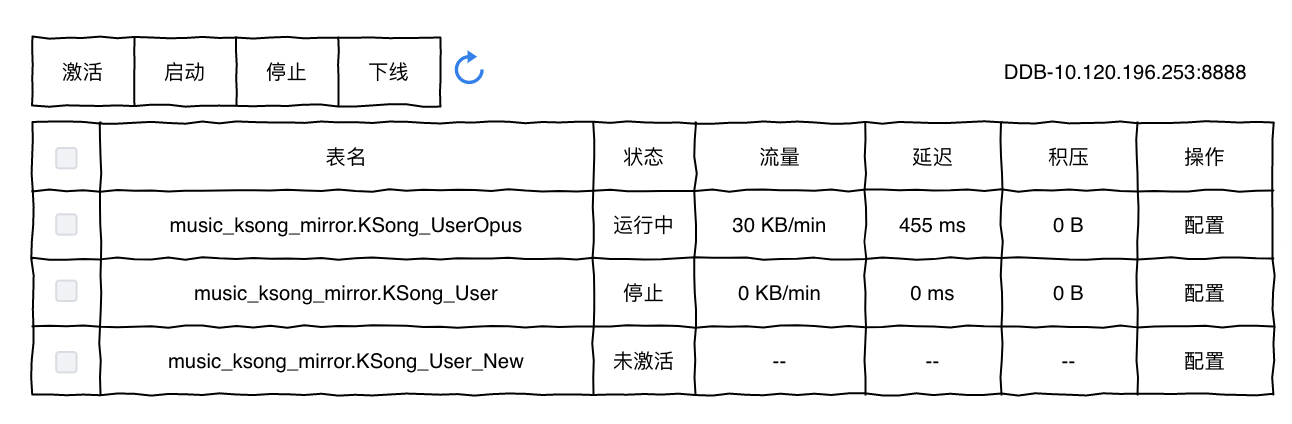 激活 启动 停止 下线 DDB-10.120.196.253:8888
表名 状态 流量 延迟 积压 操作
music_ksong_mirror.KSong_UserOpus 运行中 30 KB/min 455 ms 0 B 配置
music_ksong_mirror.KSong_User 停止 0 KB/min 0 ms 0 B 配置
music_ksong_mirror.KSong_User_New 未激活 -- -- -- 配置